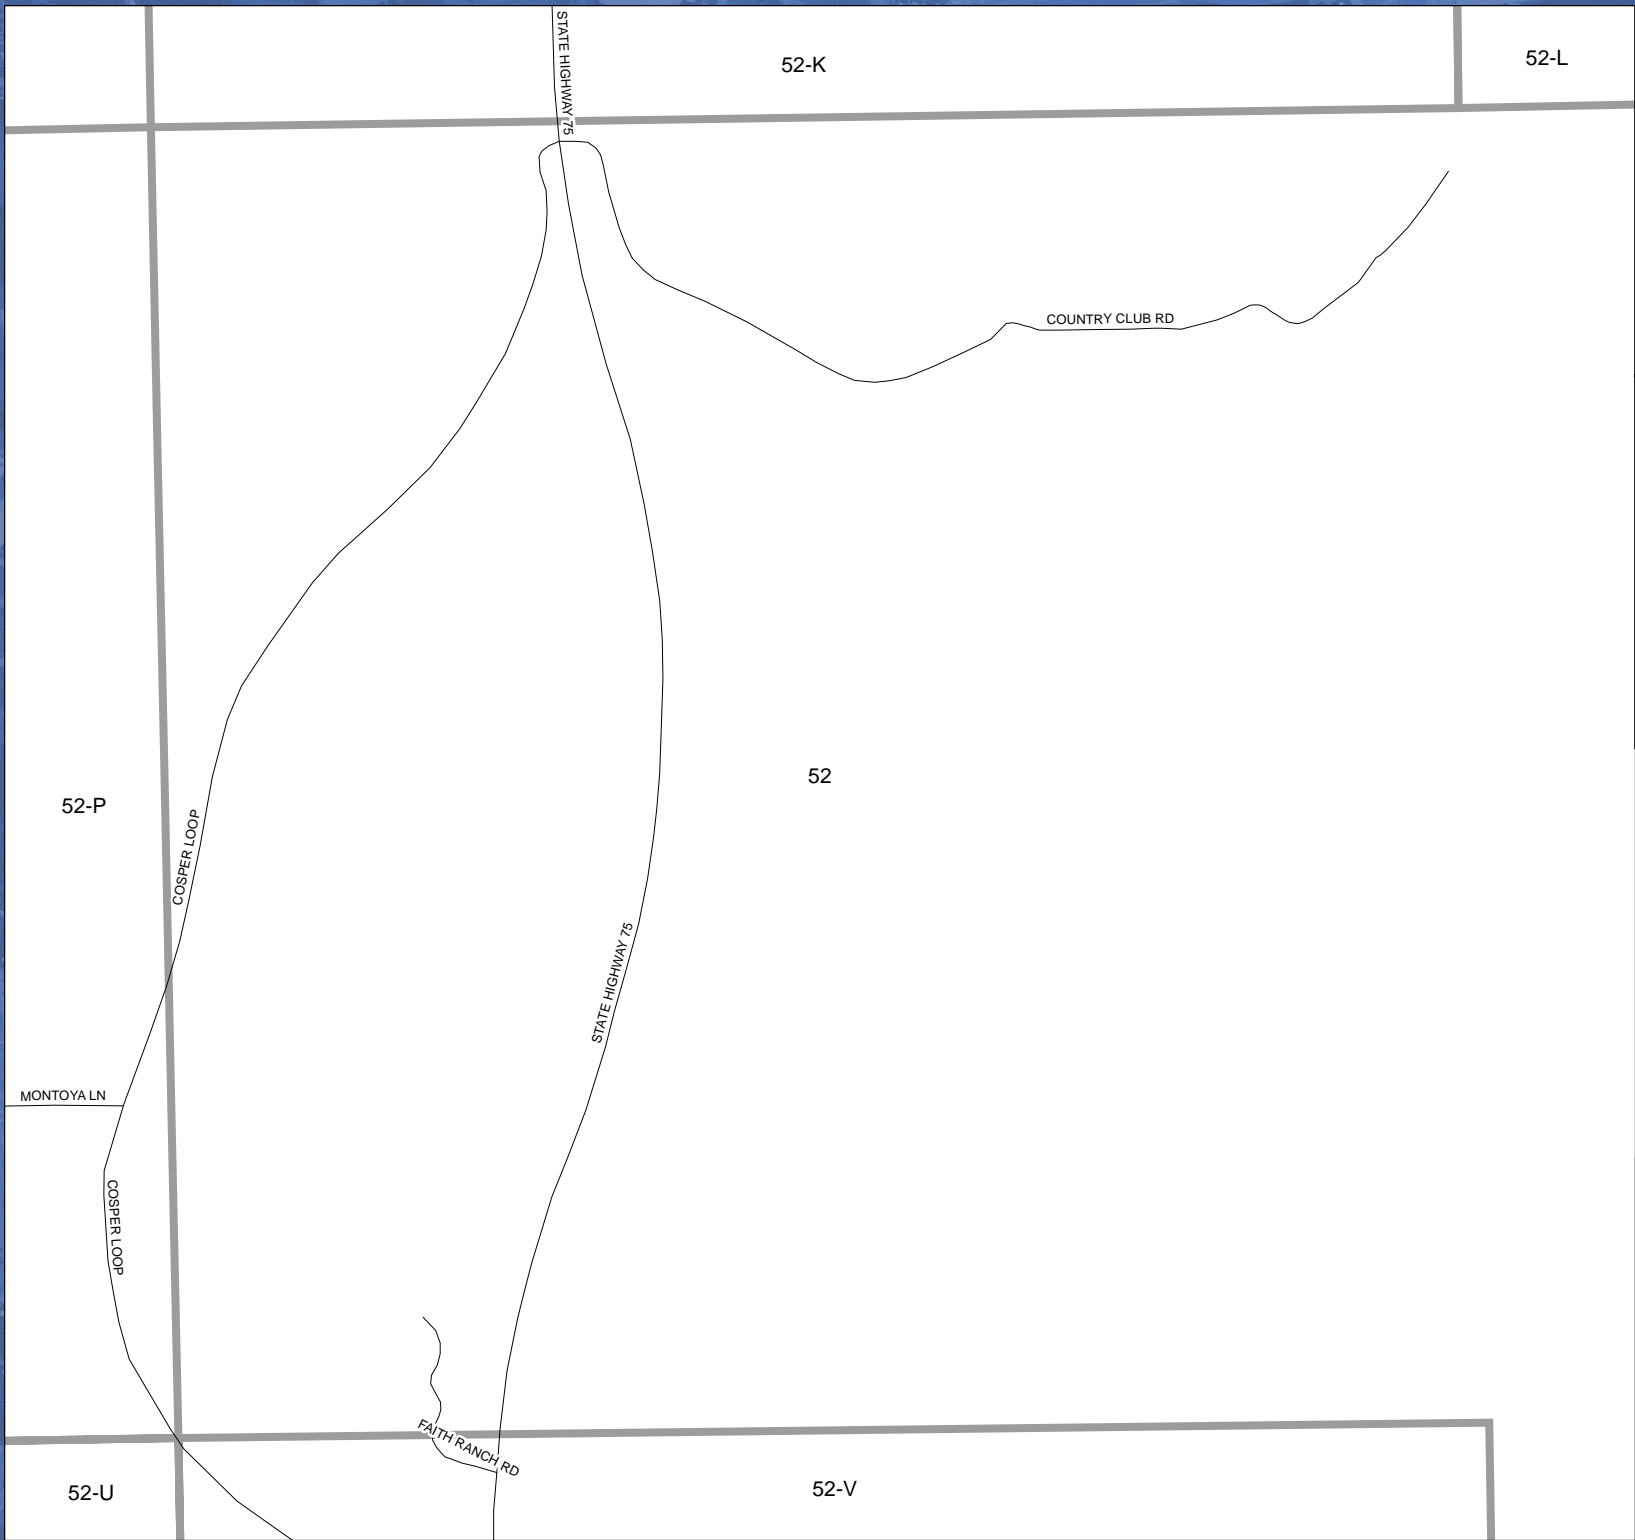 STATE HIGHWAY 75
52-K
52-L
COUNTRY CLUB RD
52
52-P
COSPER LOOP
STATE HIGHWAY 75
MONTOYA LN
COSPER LOOP
FAITH RANCH RD
52-U
52-V